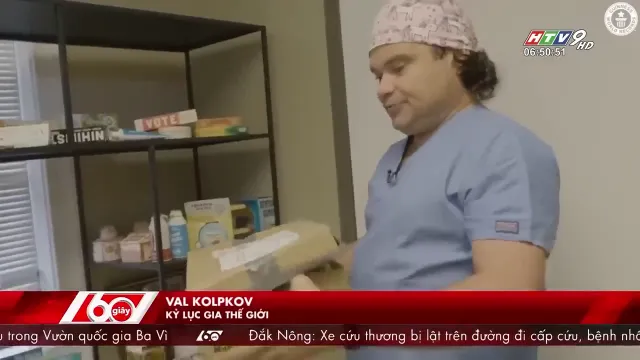 HTV9 HD
06:50:51
VOTE
60 giây
VAL KOLPKOV
KỶ LỤC GIA THẾ GIỚI
trong Vườn quốc gia Ba Vì 60 Đắk Nông: Xe cứu thương bị lật trên đường đi cấp cứu, bệnh